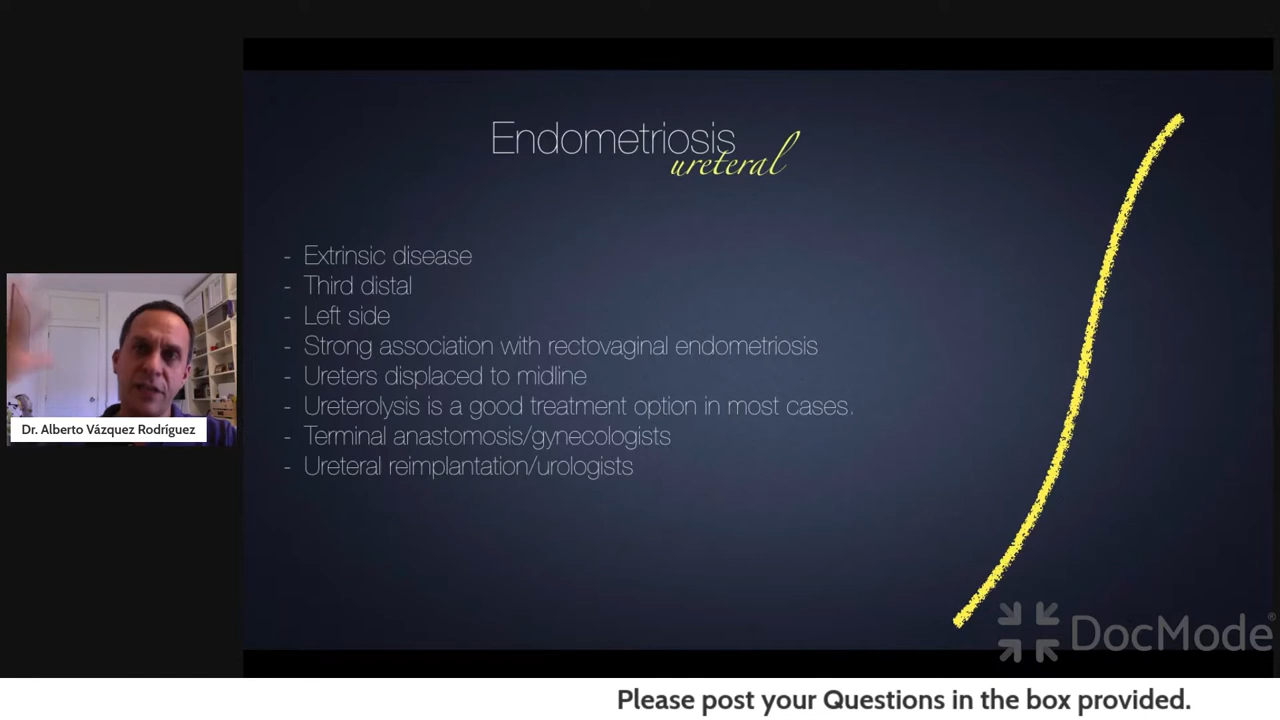 Endometriosis
ureteral
- Extrinsic disease
- Third distal
- Left side
- Strong association with rectovaginal endometriosis
- Ureters displaced to midline
- Ureterolysis is a good treatment option in most cases.
- Terminal anastomosis/gynecologists
- Ureteral reimplantation/urologists
Dr. Alberto Vázquez Rodríguez
DocMode®
Please post your Questions in the box provided.